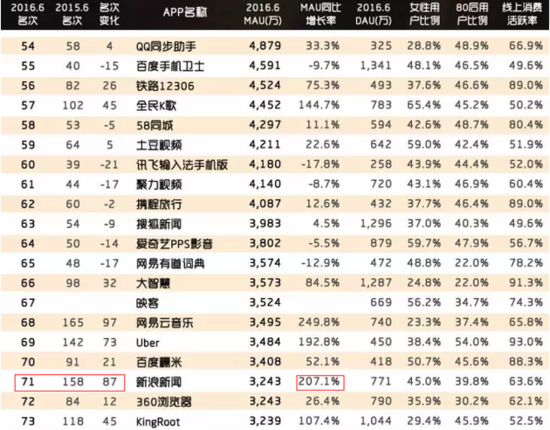 2016.6 名次 2015.6 名次 名次 变化 APP名称 2016.6 MAU(万) MAU同比 增长率 2016.6 DAU(万) 女性用 户比例 80后用 户比例 线上消费 活跃率
54 58 4 QQ同步助手 4,879 33.3% 325 28.8% 48.9% 66.9%
55 40 -15 百度手机卫士 4,591 -9.7% 1,341 48.1% 46.5% 49.6%
56 82 26 铁路12306 4,524 75.3% 493 37.6% 46.6% 89.0%
57 102 45 全民K歌 4,452 144.7% 783 65.4% 45.2% 50.2%
58 53 -5 58同城 4,297 11.1% 594 42.6% 48.7% 80.4%
59 64 5 土豆视频 4,211 22.6% 642 59.0% 42.4% 51.9%
60 39 -21 讯飞输入法手机版 4,180 -17.8% 258 43.9% 44.4% 52.0%
61 44 -17 聚力视频 4,140 -8.7% 720 43.1% 46.9% 60.4%
62 60 -2 携程旅行 4,087 12.6% 432 37.7% 46.4% 89.0%
63 54 -9 搜狐新闻 3,983 4.5% 1,296 37.0% 40.3% 49.6%
64 50 -14 爱奇艺PPS影音 3,802 -5.5% 879 59.7% 47.9% 56.7%
65 48 -17 网易有道词典 3,574 -12.9% 472 48.8% 22.0% 78.2%
66 98 32 大智慧 3,573 84.5% 1,287 24.8% 22.0% 91.3%
67 映客 3,524 669 56.2% 34.7% 74.3%
68 165 97 网易云音乐 3,495 249.8% 740 23.3% 37.4% 65.8%
69 142 73 Uber 3,484 192.8% 450 38.4% 54.0% 93.0%
70 91 21 百度糯米 3,408 52.1% 418 50.7% 45.6% 88.3%
71 158 87 新浪新闻 3,243 207.1% 771 45.0% 39.8% 63.6%
72 84 12 360浏览器 3,243 26.4% 790 35.9% 30.2% 62.1%
73 118 45 KingRoot 3,239 107.4% 1,044 29.4% 45.9% 52.5%